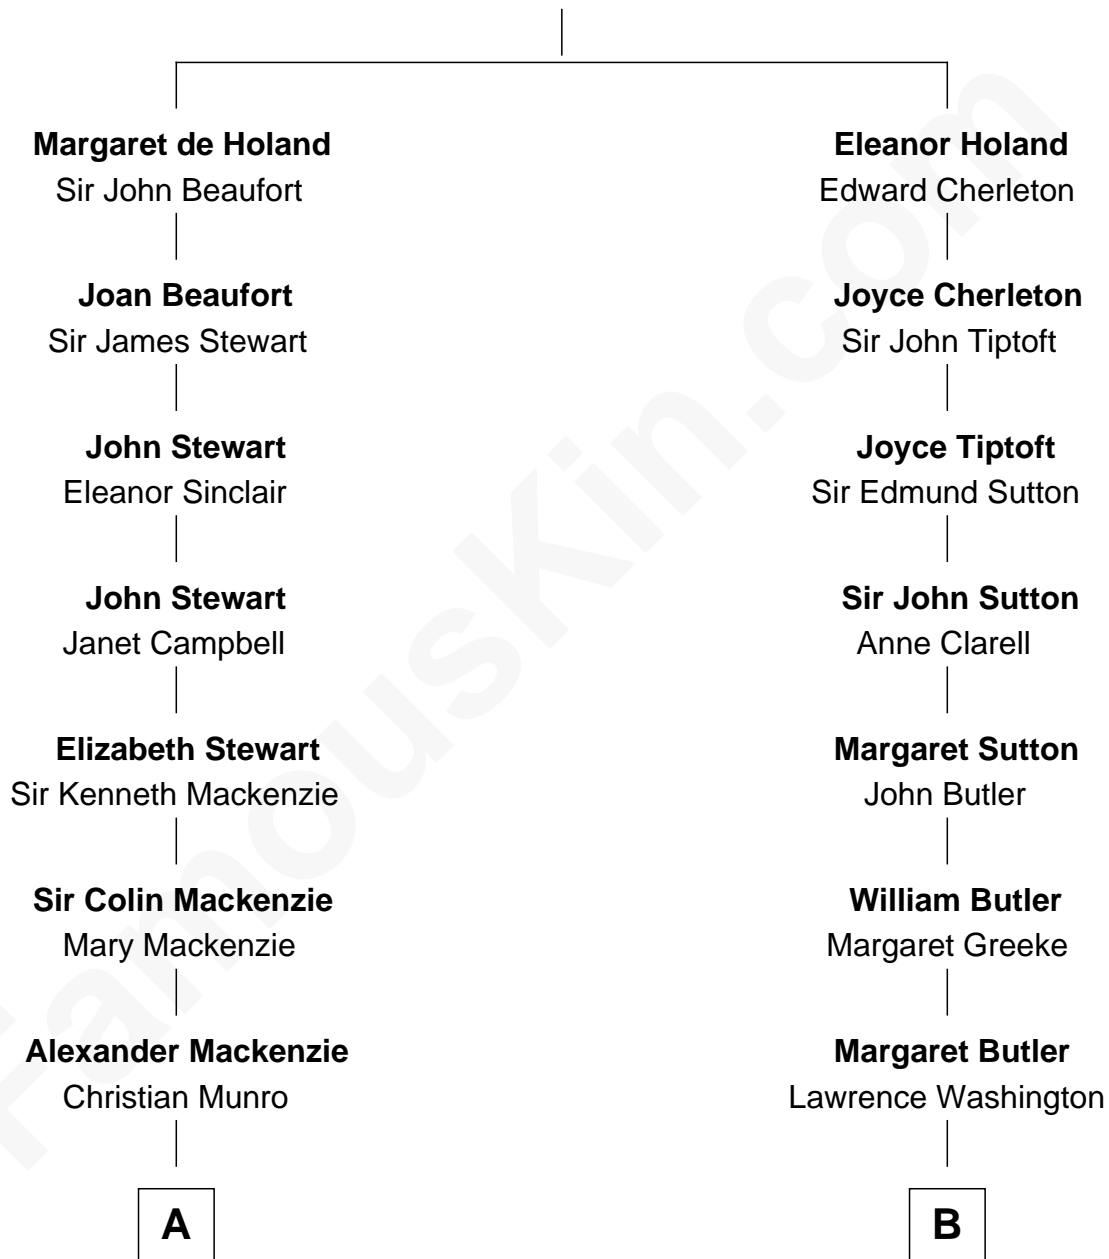 Margaret de Holand
Sir John Beaufort
Joan Beaufort
Sir James Stewart
John Stewart
Eleanor Sinclair
John Stewart
Janet Campbell
Elizabeth Stewart
Sir Kenneth Mackenzie
Sir Colin Mackenzie
Mary Mackenzie
Alexander Mackenzie
Christian Munro
A
Eleanor Holand
Edward Cherleton
Joyce Cherleton
Sir John Tiptoft
Joyce Tiptoft
Sir Edmund Sutton
Sir John Sutton
Anne Clarell
Margaret Sutton
John Butler
William Butler
Margaret Greeke
Margaret Butler
Lawrence Washington
B
FamousKin.com